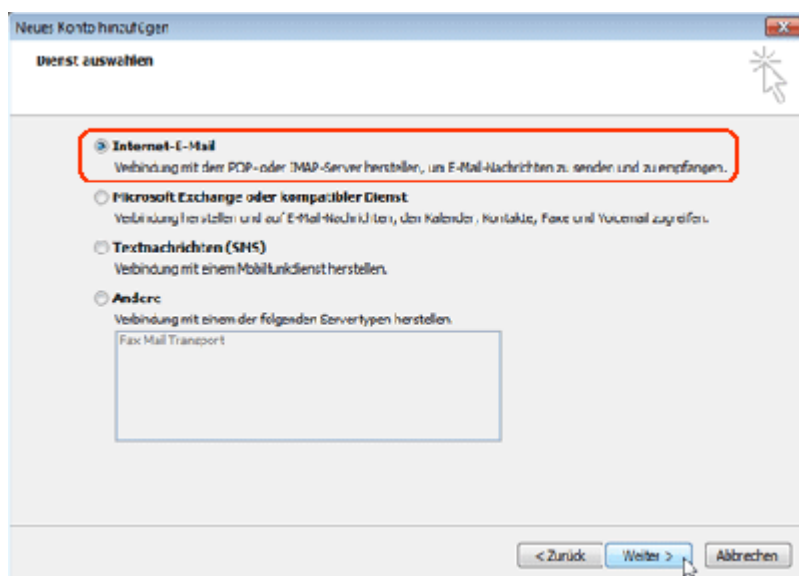 Neues Konto hinzufügen
Dienst auswählen
Internet-E-Mail
Verbindung mit dem POP- oder IMAP-Server herstellen, um E-Mail-Nachrichten zu senden und zu empfangen.
Microsoft Exchange oder kompatibler Dienst
Verbindung herstellen und auf E-Mail-Nachrichten, den Kalender, Kontakte, Faxe und Voicemail zugreifen.
Textnachrichten (SMS)
Verbindung mit einem Mobilfunkdienst herstellen.
Andere
Verbindung mit einem der folgenden Servertypen herstellen
Fax Mail Transport
< Zurück Weiter > Abbrechen